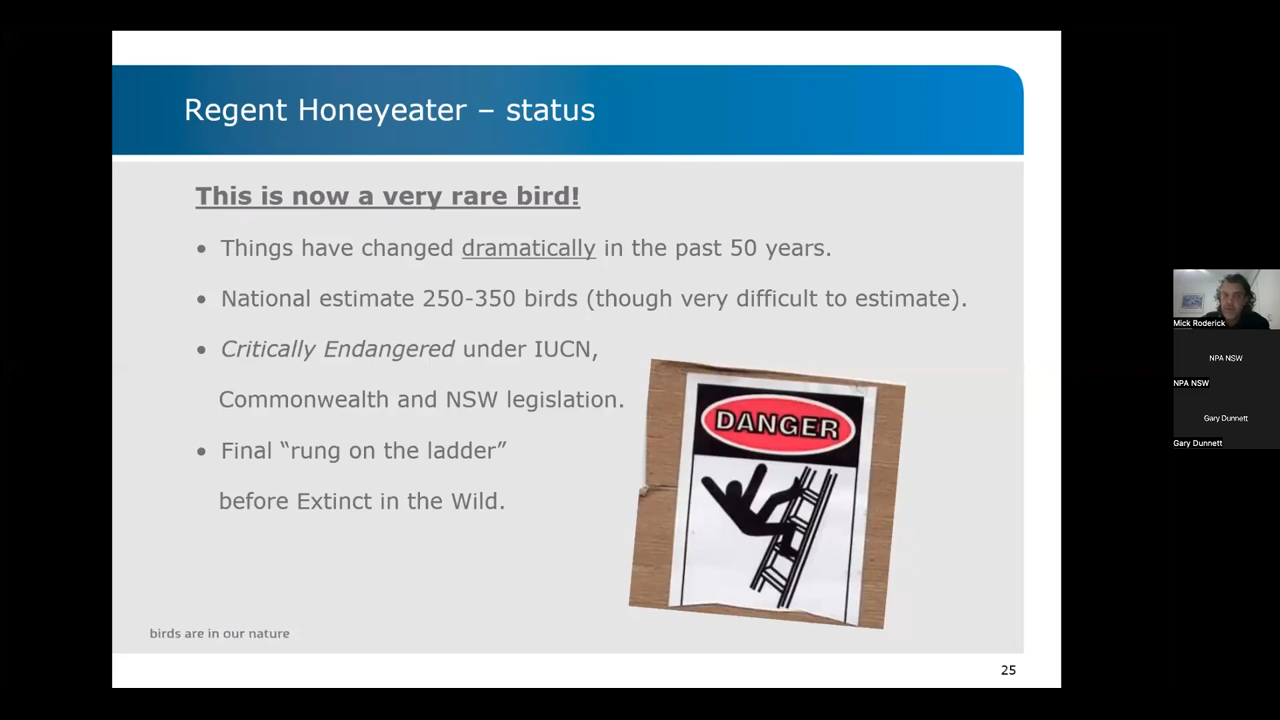 Regent Honeyeater – status
This is now a very rare bird!
• Things have changed dramatically in the past 50 years.
• National estimate 250-350 birds (though very difficult to estimate).
• Critically Endangered under IUCN,
Commonwealth and NSW legislation.
• Final “rung on the lader”
before Extinct in the Wild.
DANGER
birds are in our nature
25
Mick Roderick
NPA NSW
NPA NSW
Gary Dunnett
Gary Dunnett